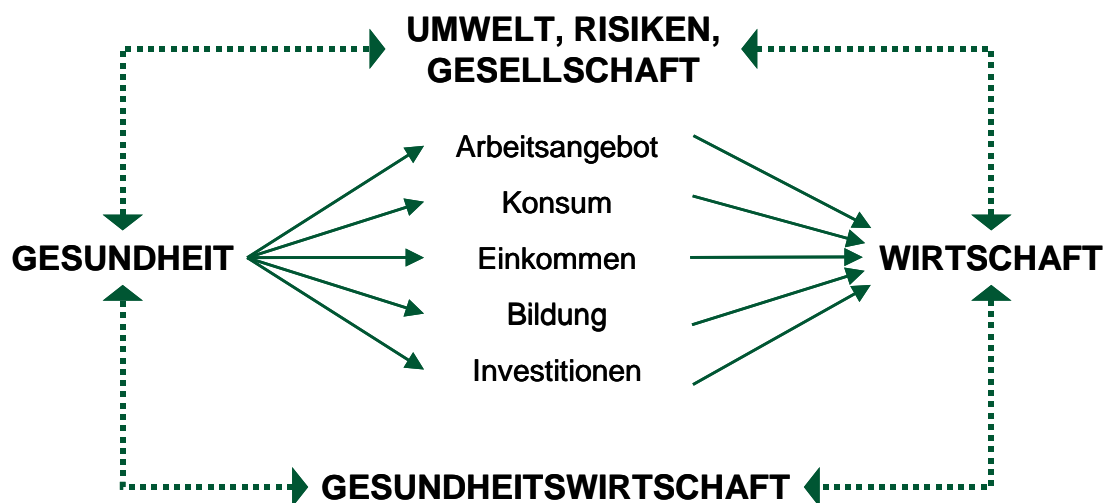 UMWELT, RISIKEN,
GESELLSCHAFT
Arbeitsangebot
Konsum
GESUNDHEIT
Einkommen
WIRTSCHAFT
Bildung
Investitionen
GESUNDHEITSWIRTSCHAFT